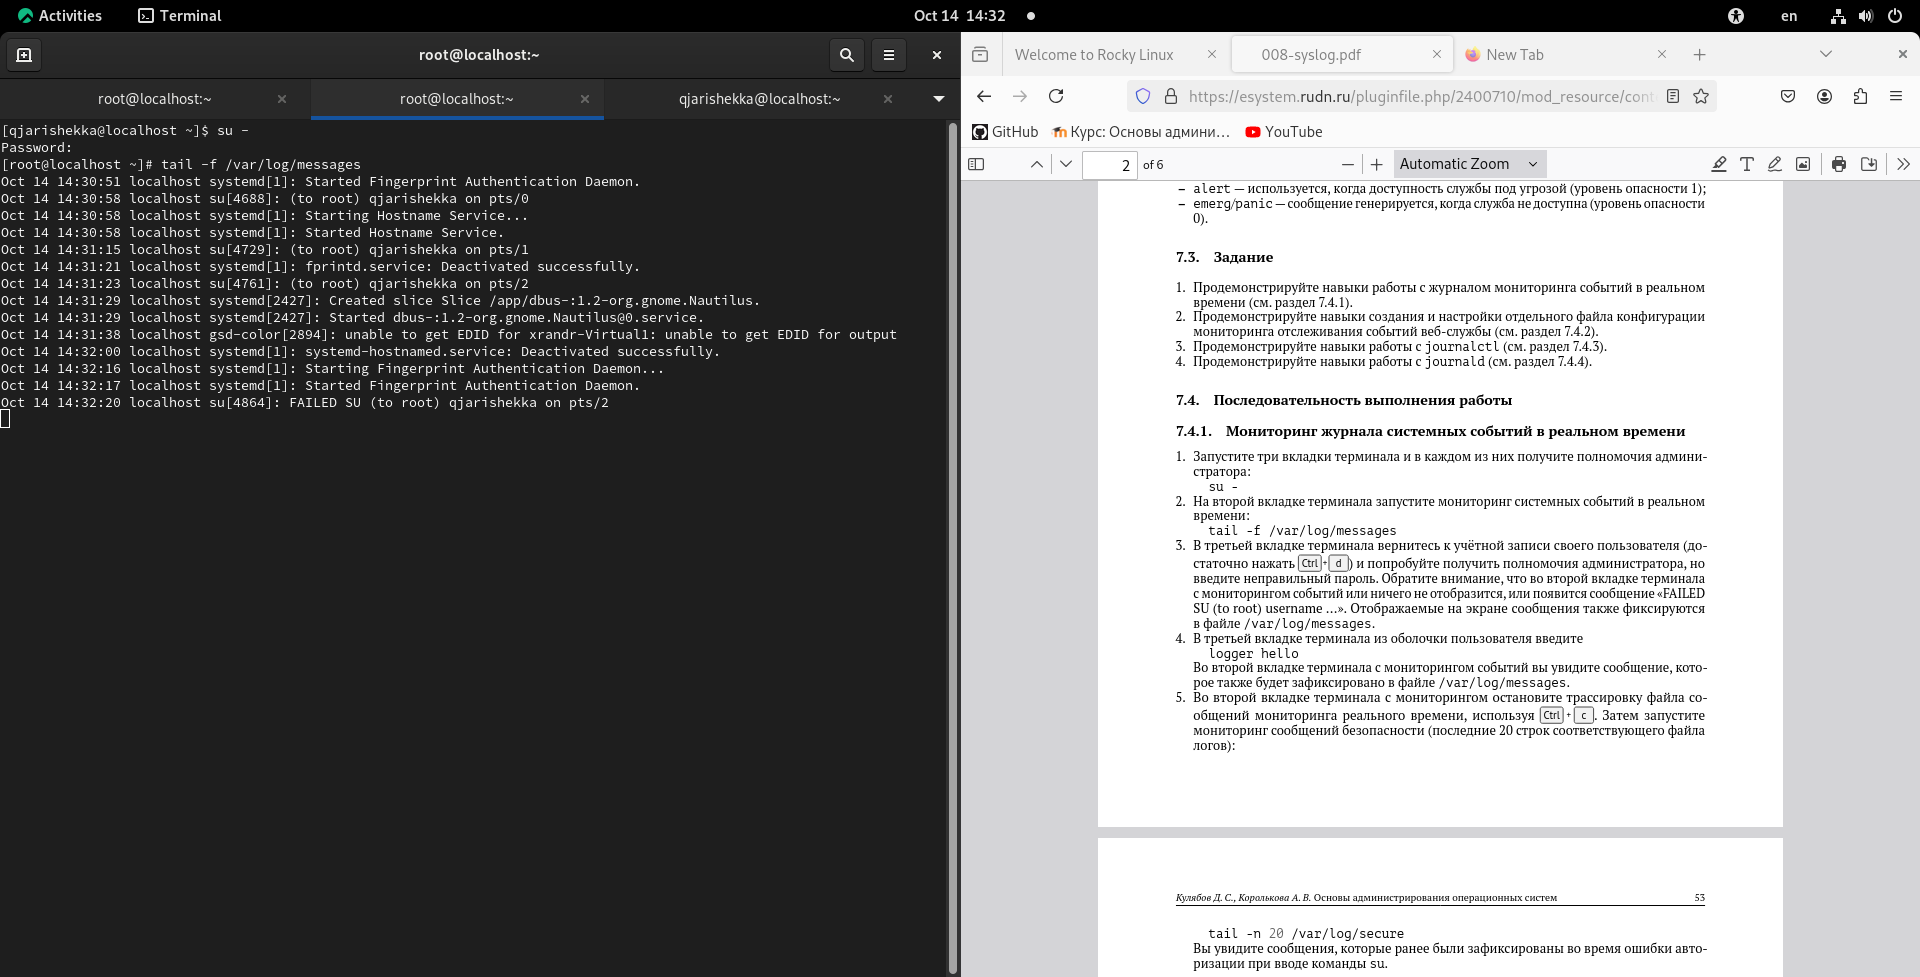 Activities
Terminal
Oct 14 14:32
en
root@localhost:~
root@localhost:~
root@localhost:~
qjarishekka@localhost:~
[qjarishekka@localhost ~]$ su -
Password:
[root@localhost ~]# tail -f /var/log/messages
Oct 14 14:30:51 localhost systemd[1]: Started Fingerprint Authentication Daemon.
Oct 14 14:30:58 localhost su[4688]: (to root) qjarishekka on pts/0
Oct 14 14:30:58 localhost systemd[1]: Starting Hostname Service...
Oct 14 14:30:58 localhost systemd[1]: Started Hostname Service.
Oct 14 14:31:15 localhost su[4729]: (to root) qjarishekka on pts/1
Oct 14 14:31:21 localhost systemd[1]: fprintd.service: Deactivated successfully.
Oct 14 14:31:23 localhost su[4761]: (to root) qjarishekka on pts/2
Oct 14 14:31:29 localhost systemd[2427]: Created slice Slice /app/dbus-:1.2-org.gnome.Nautilus.
Oct 14 14:31:29 localhost systemd[2427]: Started dbus-:1.2-org.gnome.Nautilus@0.service.
Oct 14 14:31:38 localhost gsd-color[2894]: unable to get EDID for xrandr-Virtual1: unable to get EDID for output
Oct 14 14:32:00 localhost systemd[1]: systemd-hostnamed.service: Deactivated successfully.
Oct 14 14:32:16 localhost systemd[1]: Starting Fingerprint Authentication Daemon...
Oct 14 14:32:17 localhost systemd[1]: Started Fingerprint Authentication Daemon.
Oct 14 14:32:20 localhost su[4864]: FAILED SU (to root) qjarishekka on pts/2
Welcome to Rocky Linux
008-syslog.pdf
New Tab
https://esystem.rudn.ru/pluginfile.php/2400710/mod_resource/cont
GitHub
Курс: Основы админи…
YouTube
2 of 6
Automatic Zoom
– alert — используется, когда доступность службы под угрозой (уровень опасности 1);
– emerg/panic — сообщение генерируется, когда служба не доступна (уровень опасности
0).
7.3. Задание
1. Продемонстрируйте навыки работы с журналом мониторинга событий в реальном
времени (см. раздел 7.4.1).
2. Продемонстрируйте навыки создания и настройки отдельного файла конфигурации
мониторинга отслеживания событий веб-службы (см. раздел 7.4.2).
3. Продемонстрируйте навыки работы с journalctl (см. раздел 7.4.3).
4. Продемонстрируйте навыки работы с journald (см. раздел 7.4.4).
7.4. Последовательность выполнения работы
7.4.1. Мониторинг журнала системных событий в реальном времени
1. Запустите три вкладки терминала и в каждом из них получите полномочия админи-
стратора:
su -
2. На второй вкладке терминала запустите мониторинг системных событий в реальном
времени:
tail -f /var/log/messages
3. В третьей вкладке терминала вернитесь к учётной записи своего пользователя (до-
статочно нажать Ctrl + d ) и попробуйте получить полномочия администратора, но
введите неправильный пароль. Обратите внимание, что во второй вкладке терминала
с мониторингом событий или ничего не отобразится, или появится сообщение «FAILED
SU (to root) username …». Отображаемые на экране сообщения также фиксируются
в файле /var/log/messages.
4. В третьей вкладке терминала из оболочки пользователя введите
logger hello
Во второй вкладке терминала с мониторингом событий вы увидите сообщение, кото-
рое также будет зафиксировано в файле /var/log/messages.
5. Во второй вкладке терминала с мониторингом остановите трассировку файла со-
общений мониторинга реального времени, используя Ctrl + c . Затем запустите
мониторинг сообщений безопасности (последние 20 строк соответствующего файла
логов):
Кулябов Д. С., Королькова А. В. Основы администрирования операционных систем 53
tail -n 20 /var/log/secure
Вы увидите сообщения, которые ранее были зафиксированы во время ошибки авто-
ризации при вводе команды su.